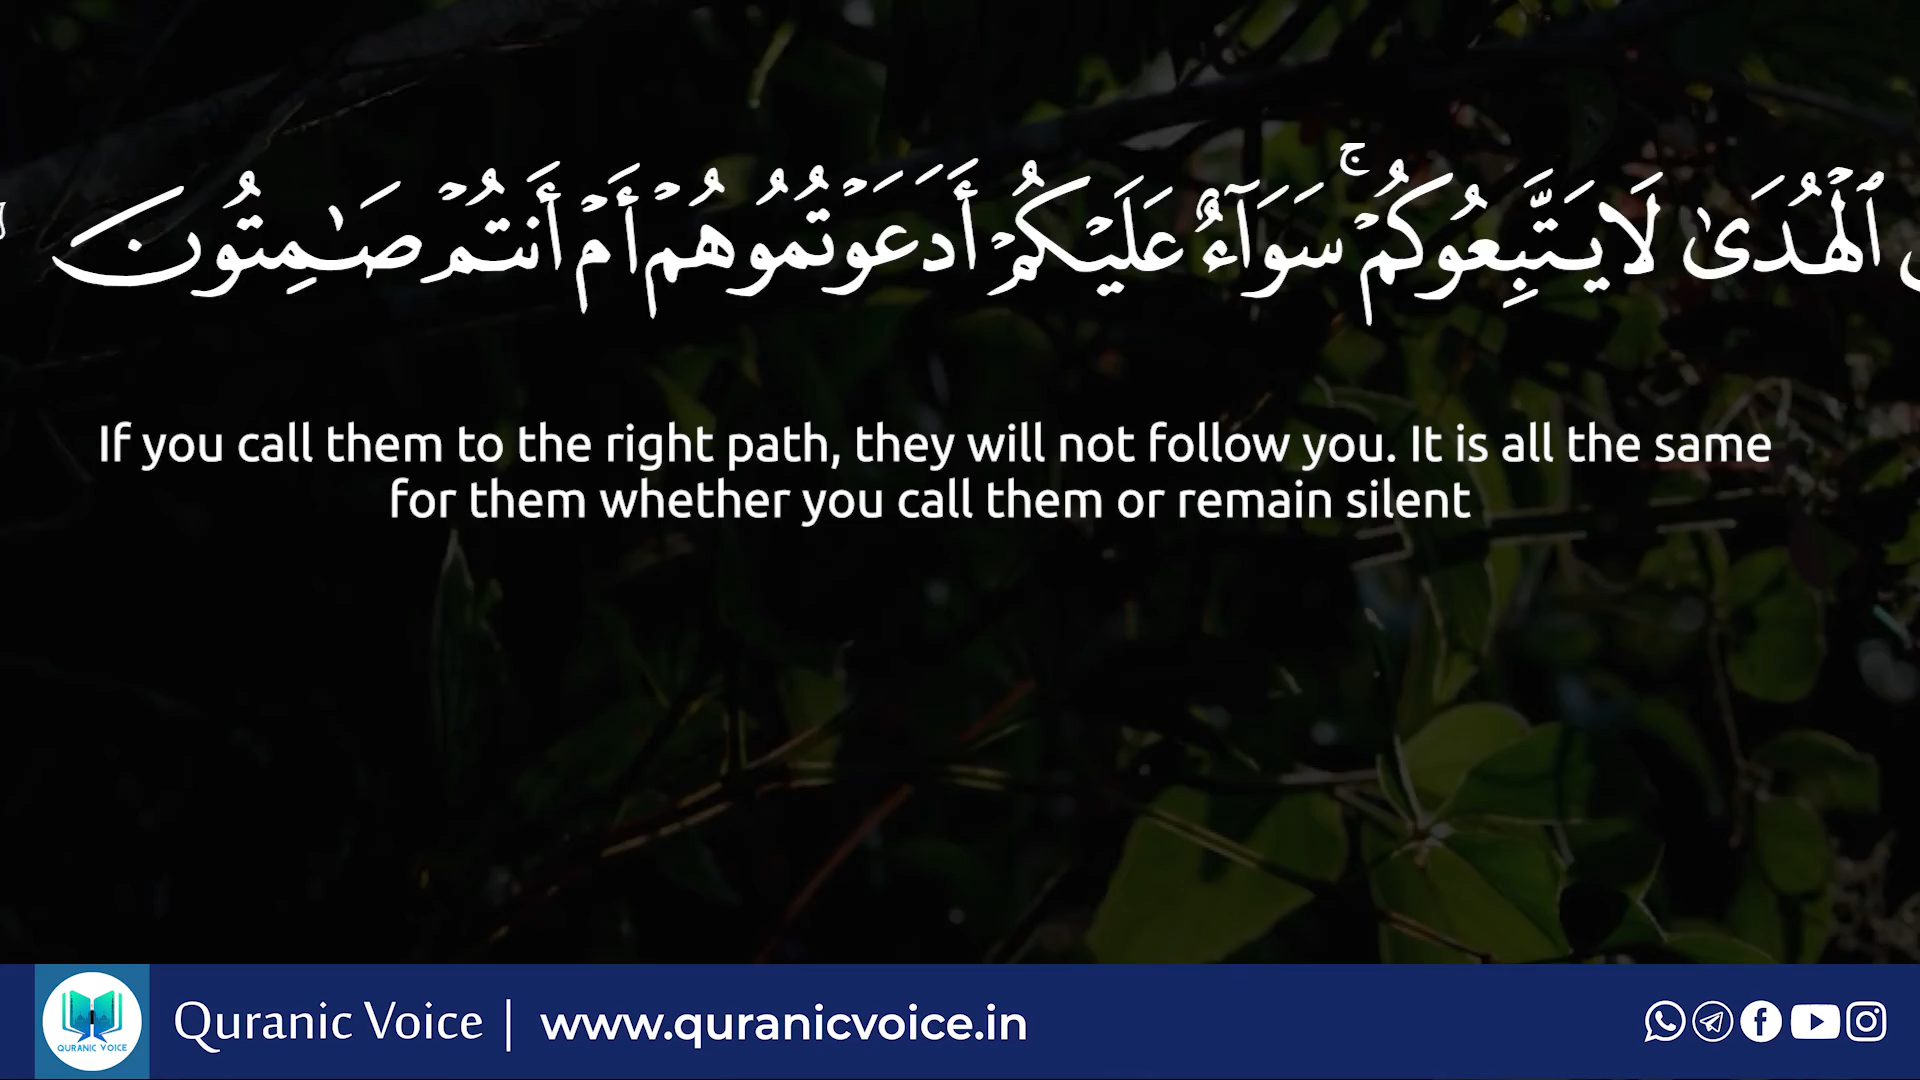 ٱلْهُدَىٰ لَا يَتَّبِعُوكُمْ ۚ سَوَآءٌ عَلَيْكُمْ أَدَعَوْتُمُوهُمْ أَمْ أَنتُمْ صَـٰمِتُونَ
If you call them to the right path, they will not follow you. It is all the same
for them whether you call them or remain silent
QURANIC VOICE
Quranic Voice | www.quranicvoice.in